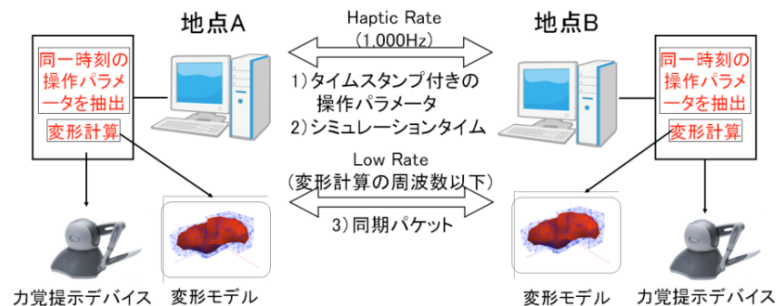 地点A
Haptic Rate
(1,000Hz)
地点B
同一時刻の
操作パラメ
ータを抽出
変形計算
1)タイムスタンプ付きの
操作パラメータ
2)シミュレーションタイム
同一時刻の
操作パラメ
ータを抽出
変形計算
Low Rate
(変形計算の周波数以下)
3)同期パケット
力覚提示デバイス
変形モデル
変形モデル
力覚提示デバイス